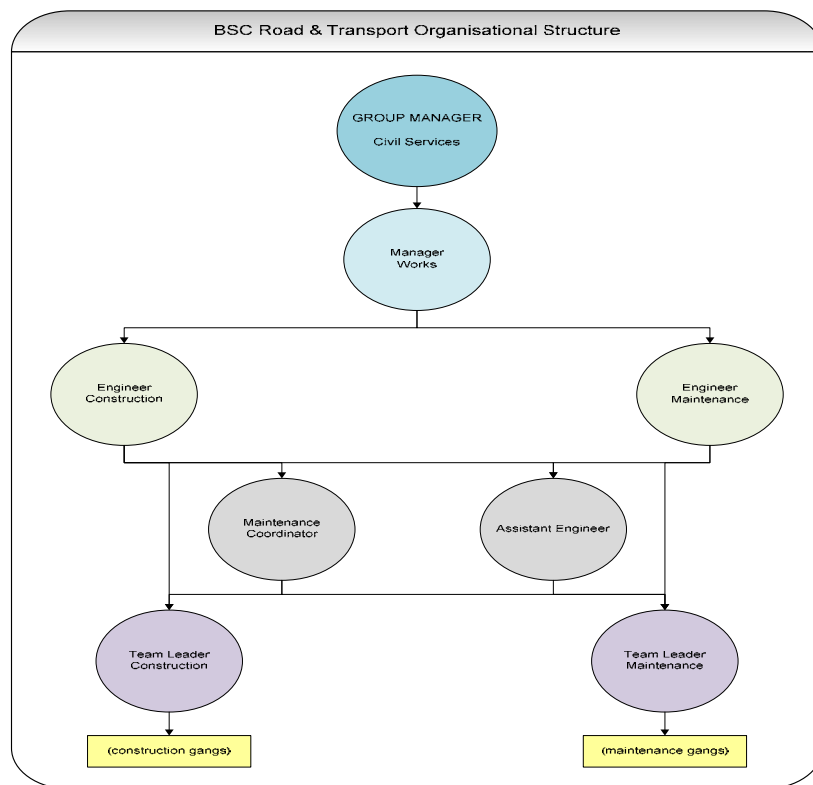 BSC Road & Transport Organisational Structure
GROUP MANAGER
Civil Services
Manager
Works
Engineer
Construction
Engineer
Maintenance
Maintenance
Coordinator
Assistant Engineer
Team Leader
Construction
Team Leader
Maintenance
(construction gangs)
(maintenance gangs)